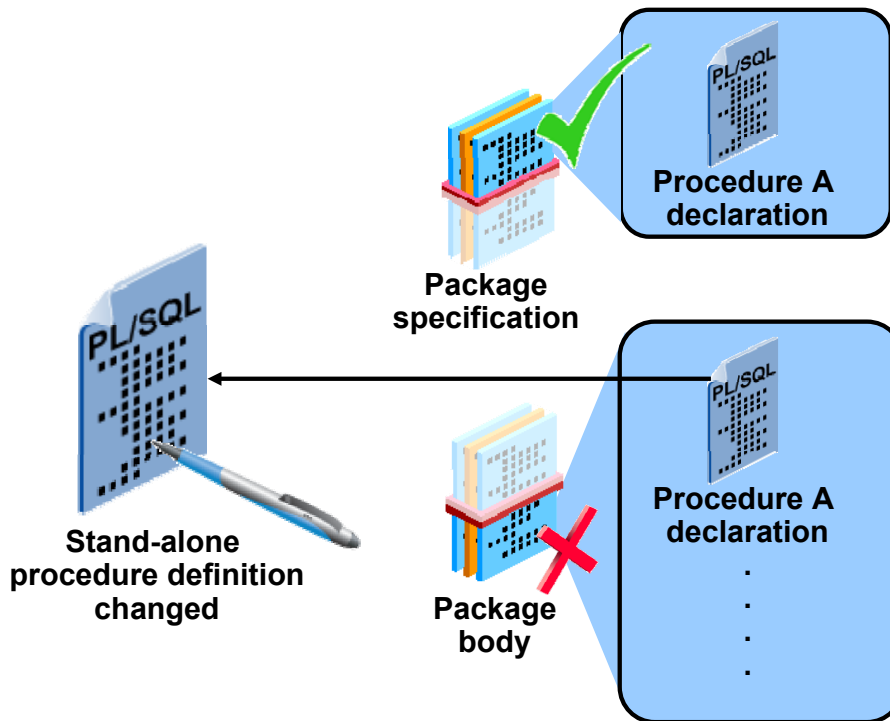 PL/SQL
Procedure A
declaration
Package
specification
PL/SQL
PL/SQL
Procedure A
declaration
.
.
.
.
Stand-alone
procedure definition
changed
Package
body